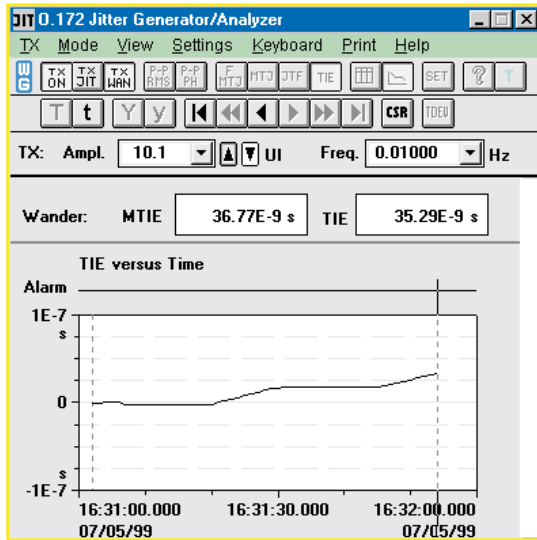 JIT O.172 Jitter Generator/Analyzer
TX Mode View Settings Keyboard Print Help
WG TX ON TX JIT TX WAN P-P RMS P-P PH F MTJ MTJ JTF TIE SET ? T
T t Y y CSR TDEV
TX: Ampl. 10.1 UI Freq. 0.01000 Hz
Wander: MTIE 36.77E-9 s TIE 35.29E-9 s
TIE versus Time
Alarm
1E-7
s
0
s
-1E-7
16:31:00.000 16:31:30.000 16:32:00.000
07/05/99 07/05/99